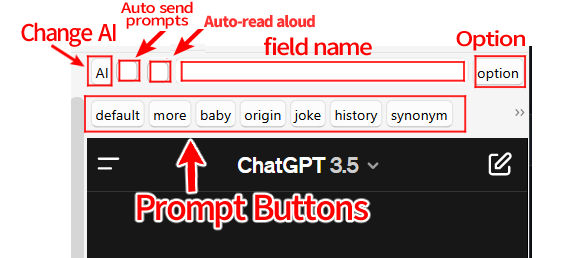 Auto send
prompts
Change AI
Auto-read aloud
field name
Option
AI
option
default more baby origin joke history synonym »
ChatGPT 3.5
Prompt Buttons